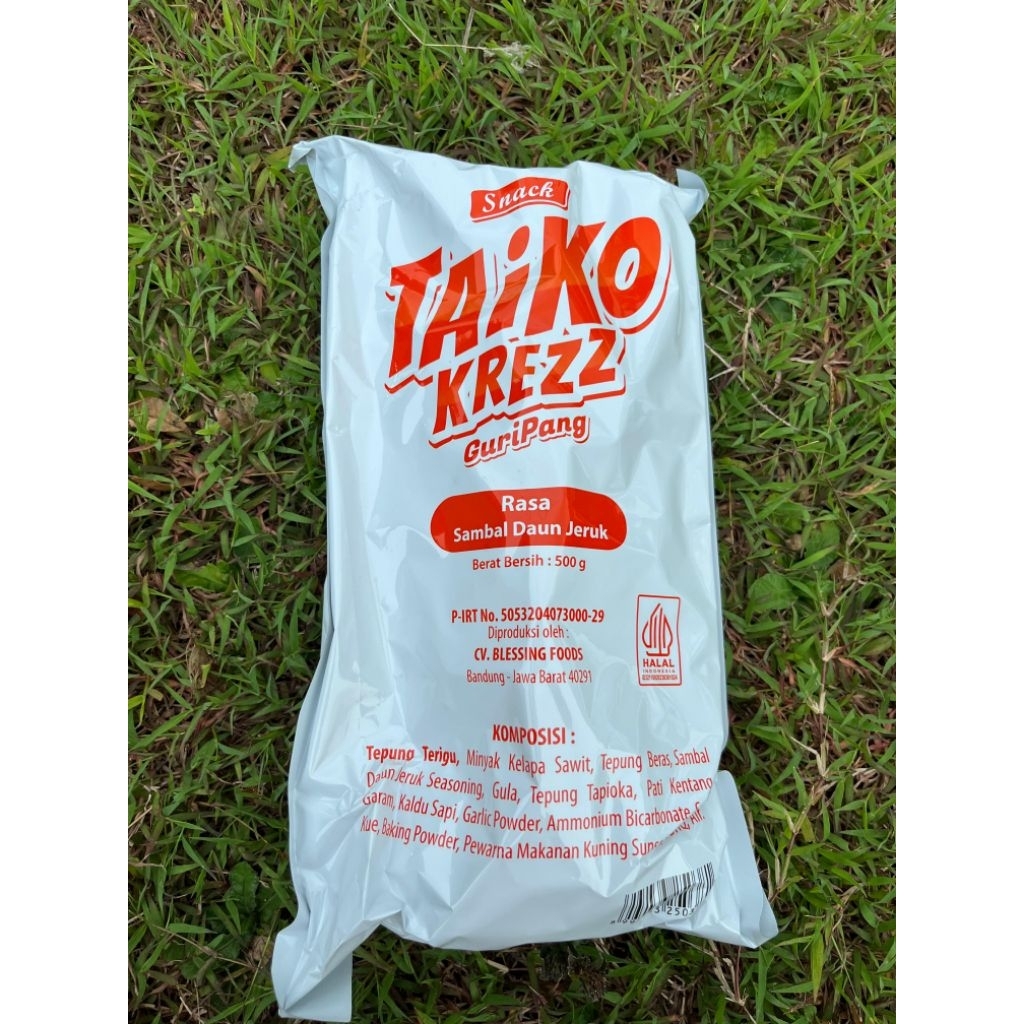 Snack
TAiKO
KREZZ
GuriPang
Rasa
Sambal Daun Jeruk
Berat Bersih : 500 g
P-IRT No. 5053204073000-29
Diproduksi oleh :
CV. BLESSING FOODS
Bandung - Jawa Barat 40291
HALAL
INDONESIA
KOMPOSISI :
Tepung Terigu, Minyak Kelapa Sawit, Tepung Beras, Sambal
Daun Jeruk Seasoning, Gula, Tepung Tapioka, Pati Kentang
Garam, Kaldu Sapi, Garlic Powder, Ammonium Bicarbonate,
Kue, Baking Powder, Pewarna Makanan Kuning